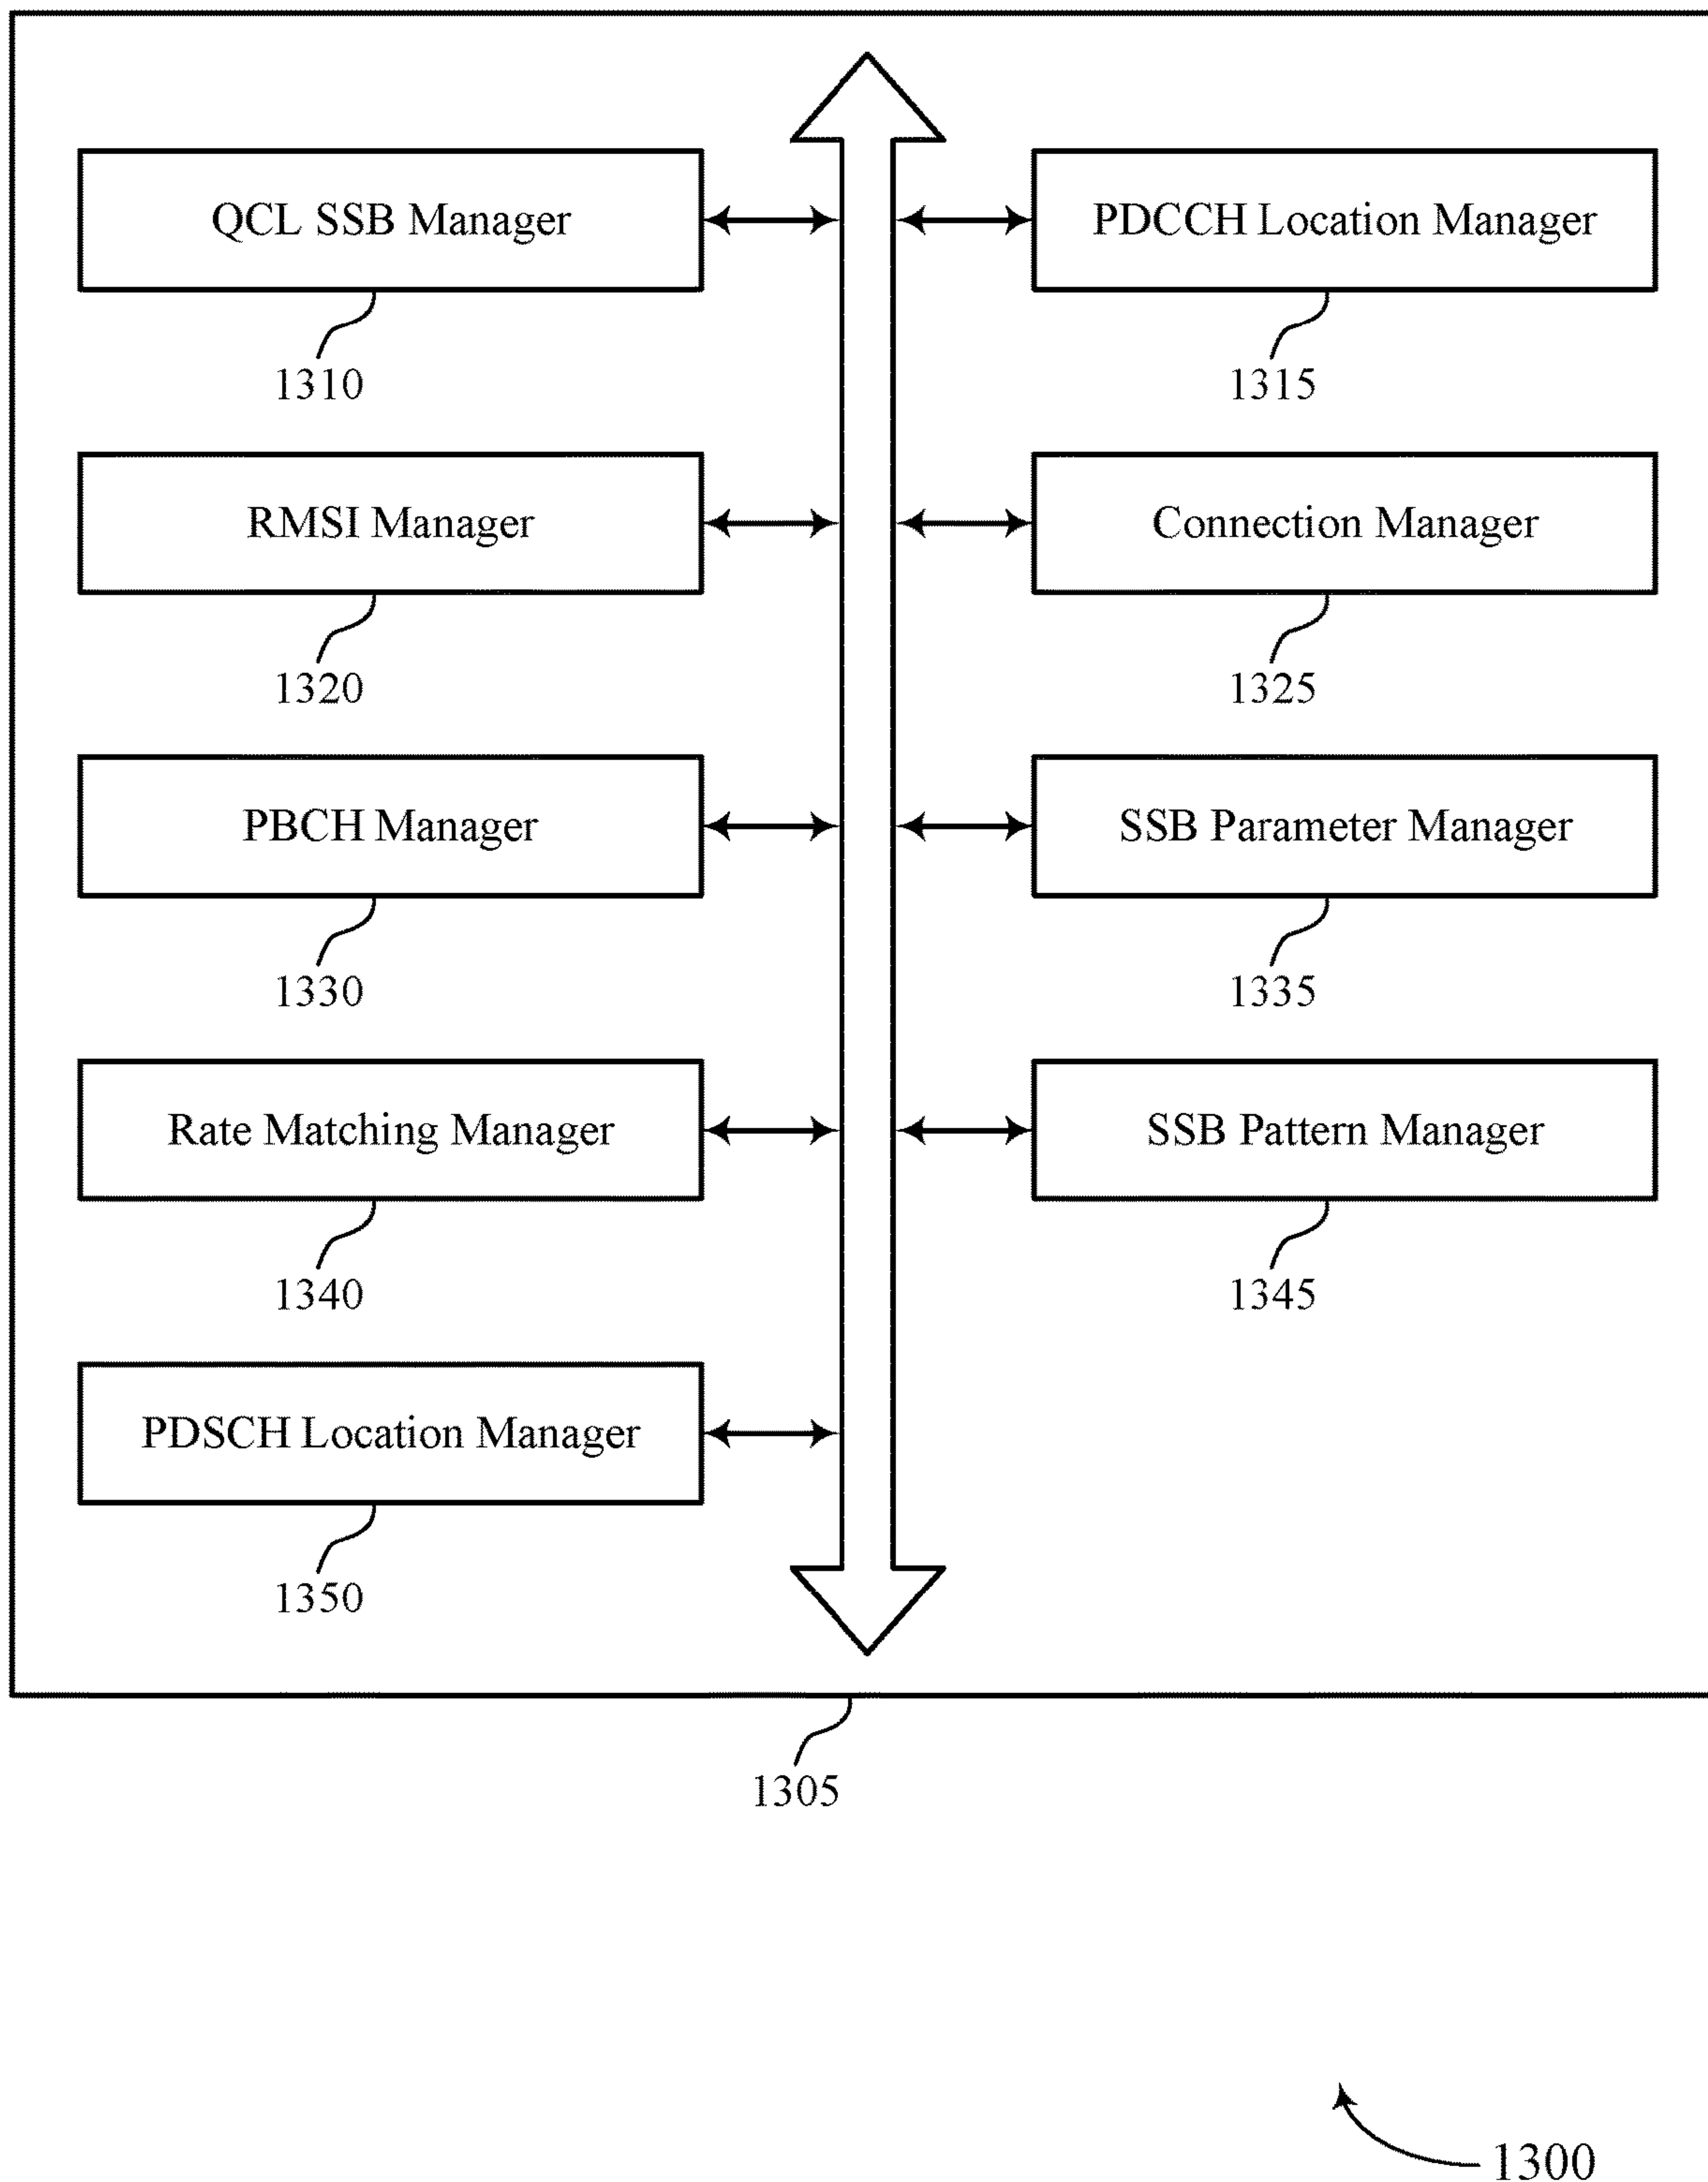 QCL SSB Manager
PDCCH Location Manager
1310
1315
RMSI Manager
Connection Manager
1320
1325
PBCH Manager
SSB Parameter Manager
1330
1335
Rate Matching Manager
SSB Pattern Manager
1340
1345
PDSCH Location Manager
1350
1305
1300